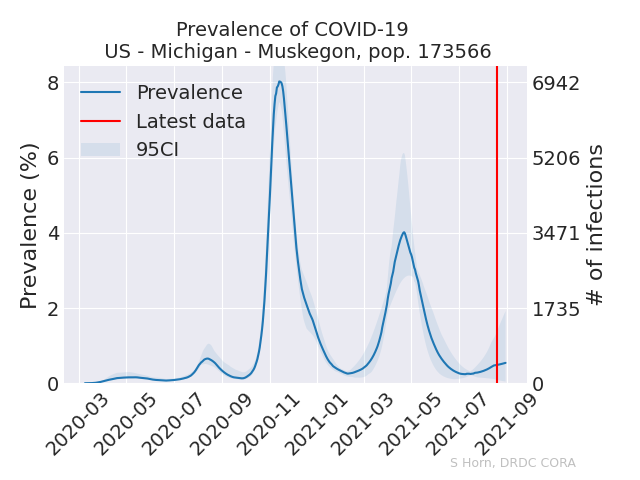 Prevalence of COVID-19
US - Michigan - Muskegon, pop. 173566
Prevalence (%)
8
6
4
2
0
Prevalence
Latest data
95CI
6942
5206
3471
1735
0
# of infections
2020-03
2020-05
2020-07
2020-09
2020-11
2021-01
2021-03
2021-05
2021-07
2021-09
S Horn, DRDC CORA